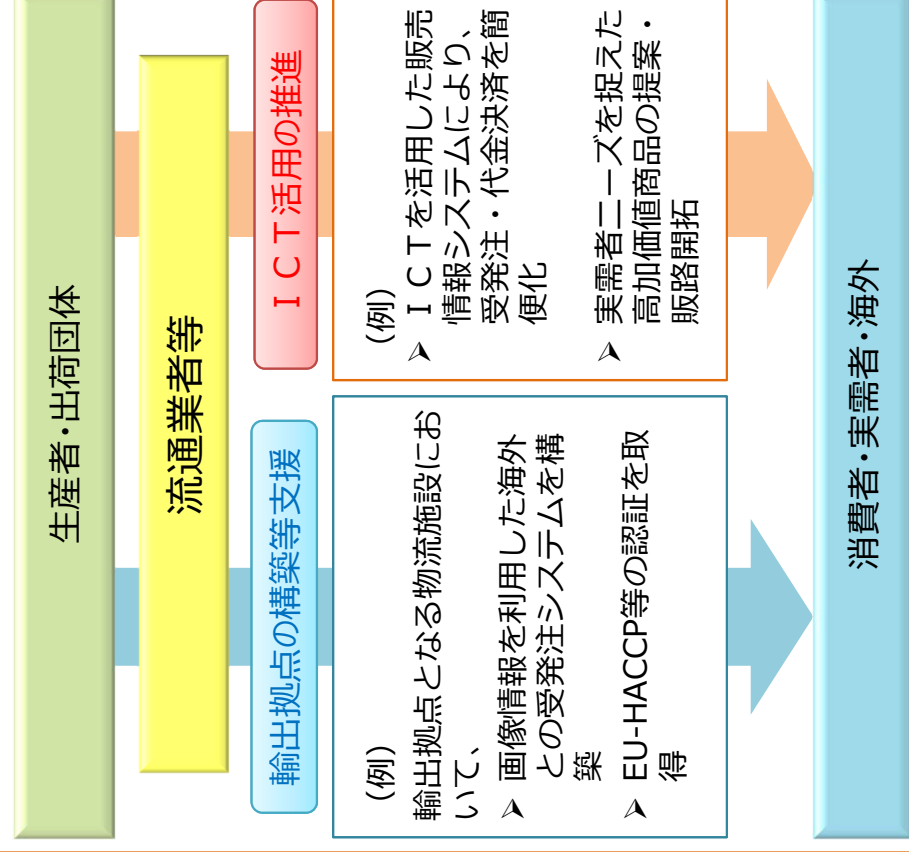 生産者・出荷団体
流通業者等
輸出拠点の構築等支援
(例)
輸出拠点となる物流施設にお
いて、
➢ 画像情報を利用した海外
との受発注システムを構
築
➢ EU-HACCP等の認証を取
得
ICT活用の推進
(例)
➢ ICTを活用した販売
情報システムにより、
受発注・代金決済を簡
便化
➢ 実需者ニーズを捉えた
高加価値商品の提案・
販路開拓
消費者・実需者・海外